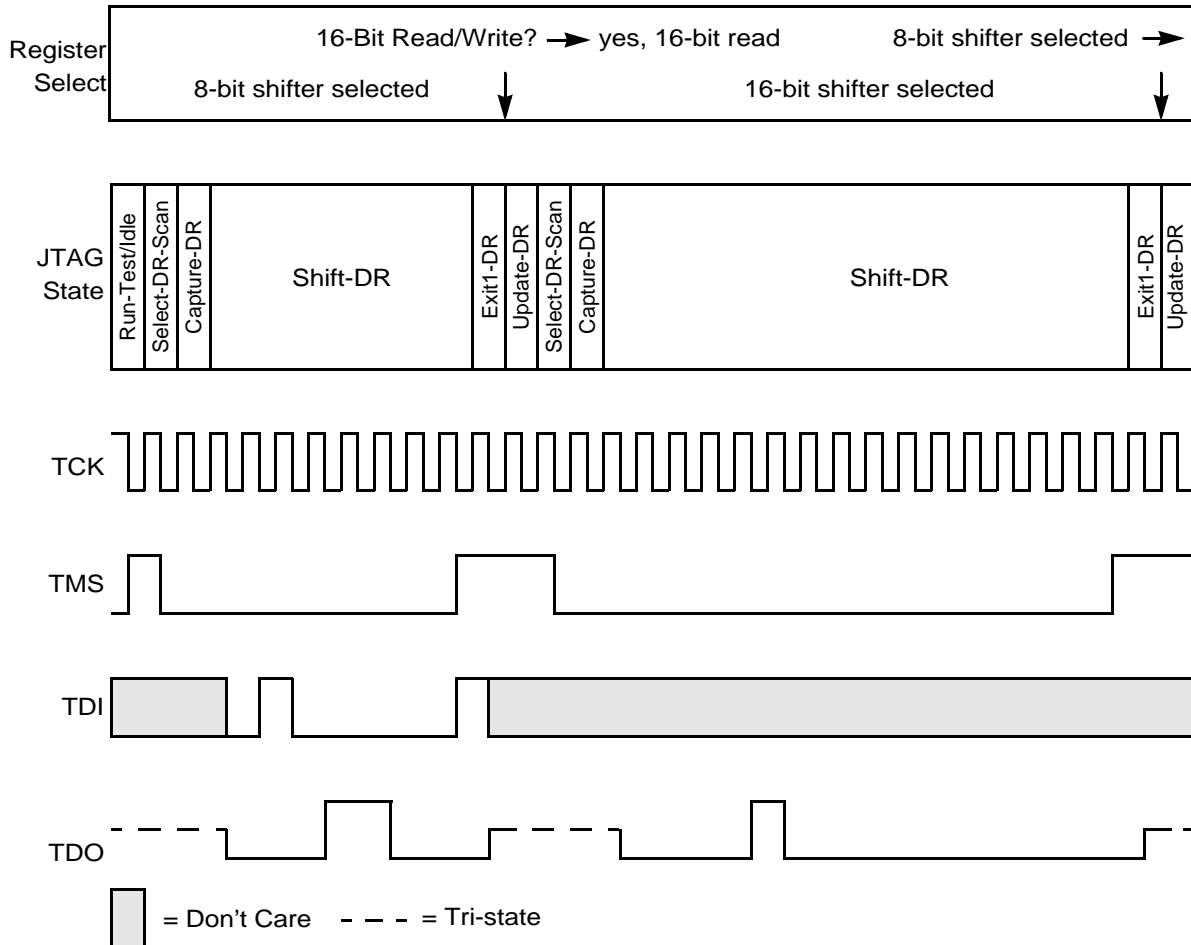 Register
Select
16-Bit Read/Write? yes, 16-bit read 8-bit shifter selected
8-bit shifter selected 16-bit shifter selected
JTAG
State
Run-Test/Idle
Select-DR-Scan
Capture-DR
Shift-DR
Exit1-DR
Update-DR
Select-DR-Scan
Capture-DR
Shift-DR
Exit1-DR
Update-DR
TCK
TMS
TDI
TDO
= Don't Care = Tri-state